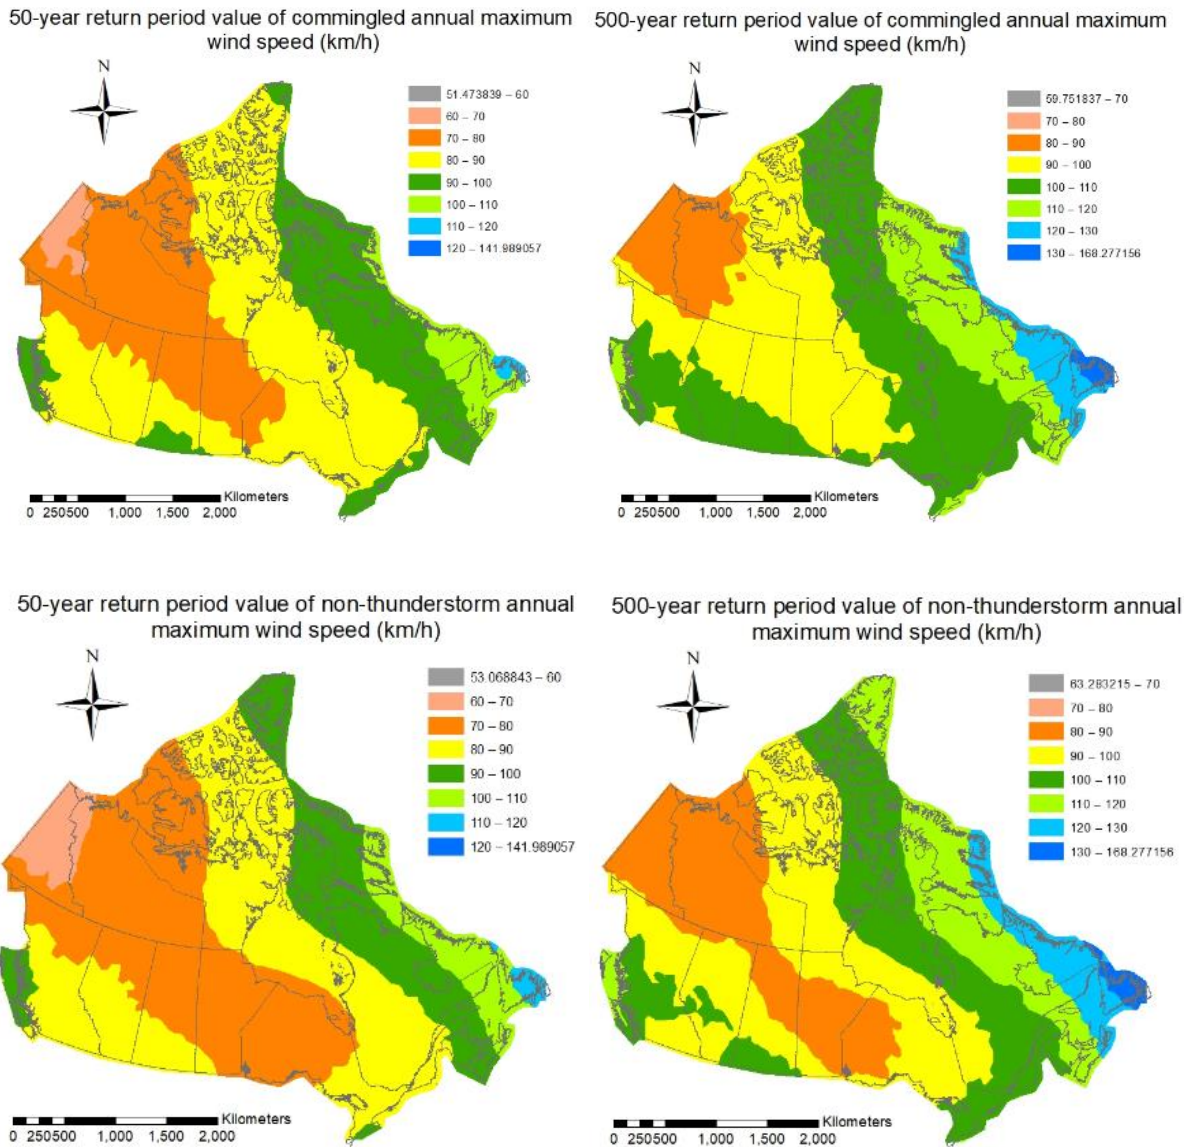 50-year return period value of commingled annual maximum
wind speed (km/h)
N
51.473839 – 60
60 – 70
70 – 80
80 – 90
90 – 100
100 – 110
110 – 120
120 – 141.989057
Kilometers
0 250500 1,000 1,500 2,000
500-year return period value of commingled annual maximum
wind speed (km/h)
N
59.751837 – 70
70 – 80
80 – 90
90 – 100
100 – 110
110 – 120
120 – 130
130 – 168.277156
Kilometers
0 250500 1,000 1,500 2,000
50-year return period value of non-thunderstorm annual
maximum wind speed (km/h)
N
53.068843 – 60
60 – 70
70 – 80
80 – 90
90 – 100
100 – 110
110 – 120
120 – 141.989057
Kilometers
0 250500 1,000 1,500 2,000
500-year return period value of non-thunderstorm annual
maximum wind speed (km/h)
N
63.283215 – 70
70 – 80
80 – 90
90 – 100
100 – 110
110 – 120
120 – 130
130 – 168.277156
Kilometers
0 250500 1,000 1,500 2,000